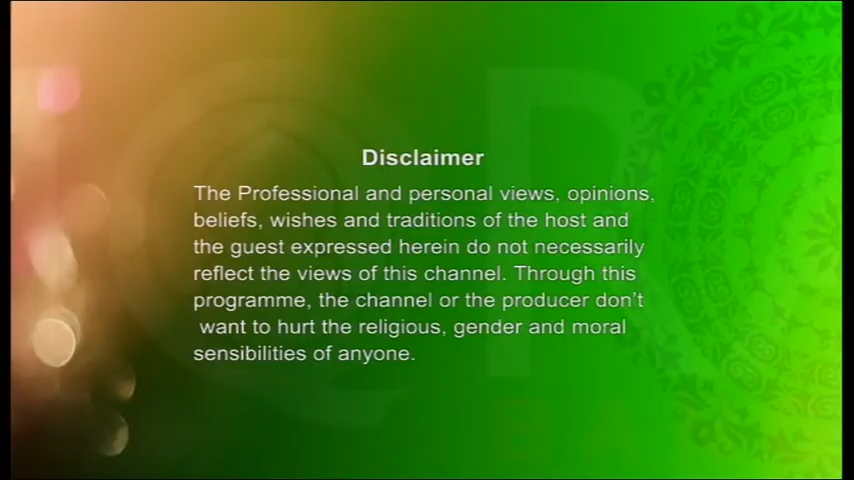 Disclaimer
The Professional and personal views, opinions,
beliefs, wishes and traditions of the host and
the guest expressed herein do not necessarily
reflect the views of this channel. Through this
programme, the channel or the producer don't
want to hurt the religious, gender and moral
sensibilities of anyone.